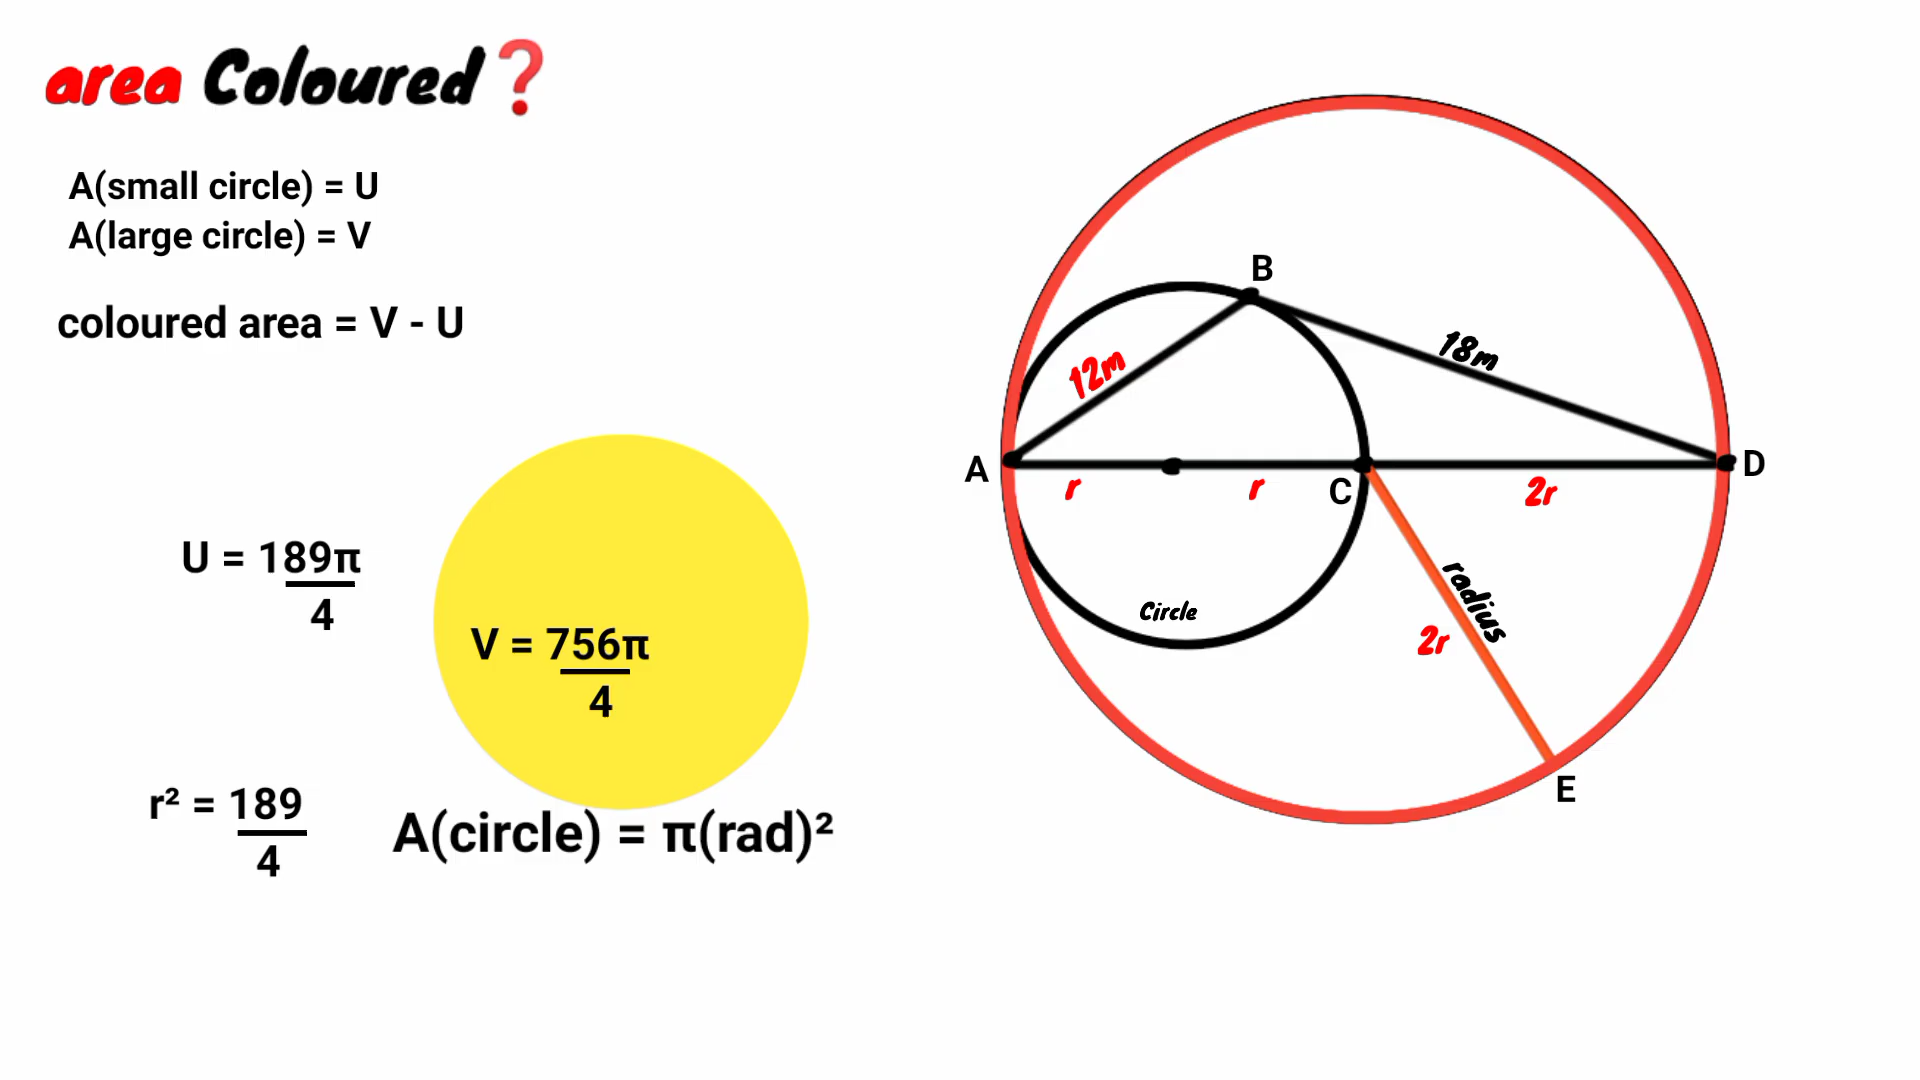 area Coloured❓
A(small circle) = U
A(large circle) = V
coloured area = V - U
U = 189π
4
V = 756π
4
r² = 189
4
A(circle) = π(rad)²
B
12m
18m
A
r
r
C
2r
D
radius
2r
Circle
E